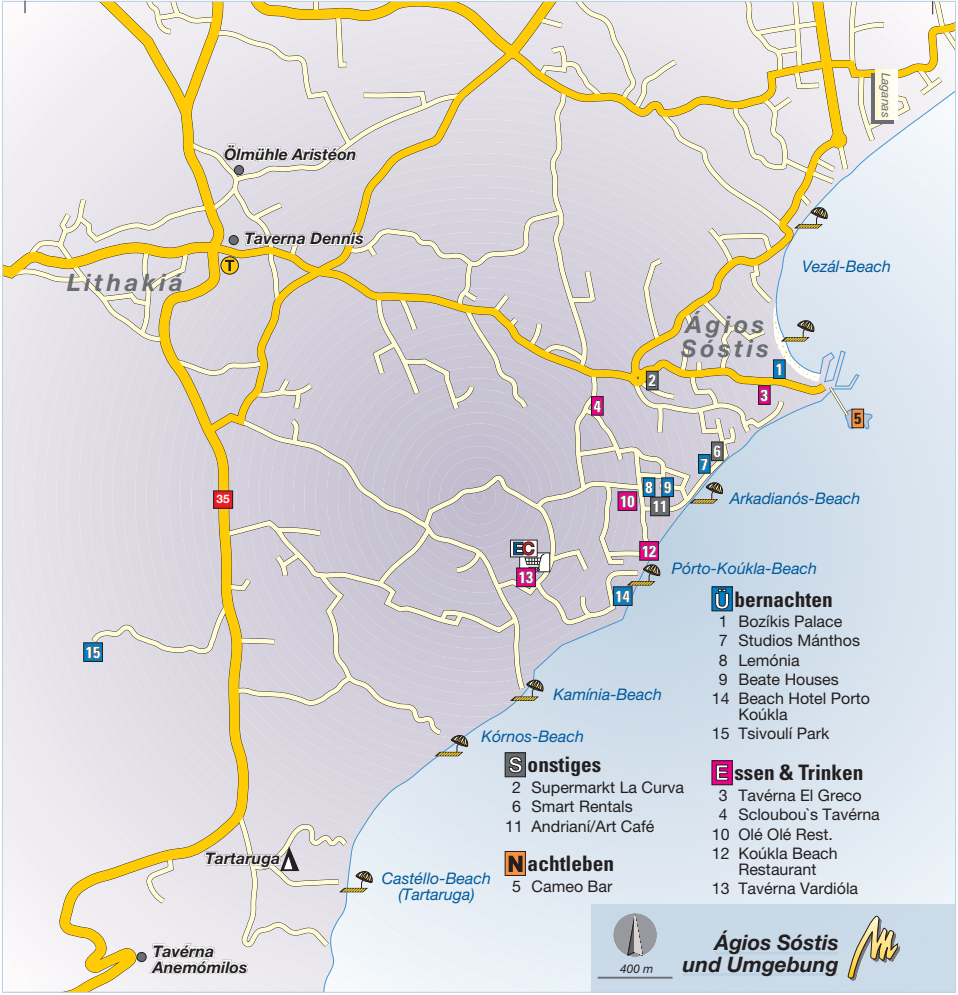 Laganas
Ölmühle Aristéon
Taverna Dennis
T
Lithakiá
Vezál-Beach
Ágios
Sóstis
1
2
3
4
5
6
7
8
9
10
11
35
Arkadianós-Beach
EC
12
13
14
Pórto-Koúkla-Beach
15
Kamínia-Beach
Kórnos-Beach
Tartaruga
Castéllo-Beach
(Tartaruga)
Tavérna
Anemómilos
Übernachten
1 Bozíkis Palace
7 Studios Mánthos
8 Lemónia
9 Beate Houses
14 Beach Hotel Porto
Koúkla
15 Tsivoulí Park
Sonstiges
2 Supermarkt La Curva
6 Smart Rentals
11 Andrianí/Art Café
Nachtleben
5 Cameo Bar
Essen & Trinken
3 Tavérna El Greco
4 Scloubou`s Tavérna
10 Olé Olé Rest.
12 Koúkla Beach
Restaurant
13 Tavérna Vardióla
400 m
Ágios Sóstis
und Umgebung